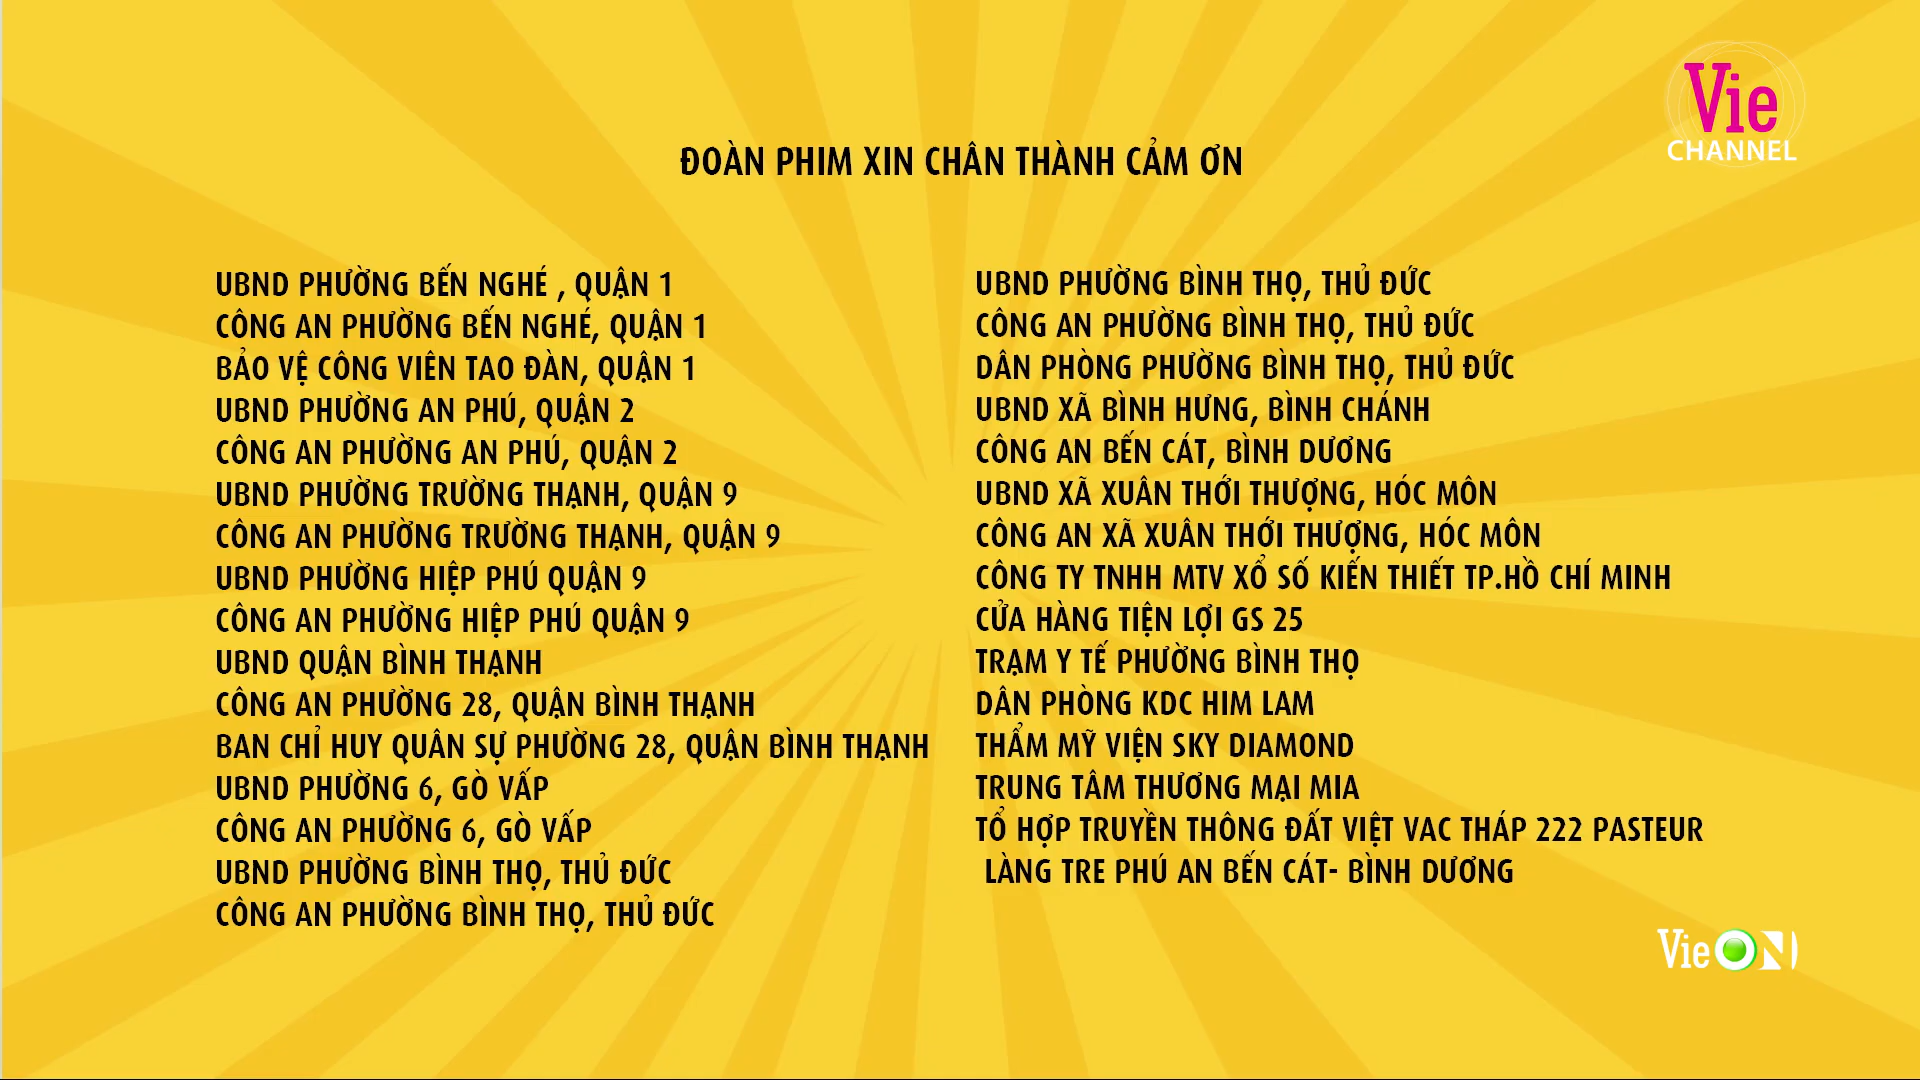 Vie
CHANNEL
ĐOÀN PHIM XIN CHÂN THÀNH CẢM ƠN
UBND PHƯỜNG BẾN NGHÉ , QUẬN 1
CÔNG AN PHƯỜNG BẾN NGHÉ, QUẬN 1
BẢO VỆ CÔNG VIÊN TAO ĐÀN, QUẬN 1
UBND PHƯỜNG AN PHÚ, QUẬN 2
CÔNG AN PHƯỜNG AN PHÚ, QUẬN 2
UBND PHƯỜNG TRƯỜNG THẠNH, QUẬN 9
CÔNG AN PHƯỜNG TRƯỜNG THẠNH, QUẬN 9
UBND PHƯỜNG HIỆP PHÚ QUẬN 9
CÔNG AN PHƯỜNG HIỆP PHÚ QUẬN 9
UBND QUẬN BÌNH THẠNH
CÔNG AN PHƯỜNG 28, QUẬN BÌNH THẠNH
BAN CHỈ HUY QUÂN SỰ PHƯỜNG 28, QUẬN BÌNH THẠNH
UBND PHƯỜNG 6, GÒ VẤP
CÔNG AN PHƯỜNG 6, GÒ VẤP
UBND PHƯỜNG BÌNH THỌ, THỦ ĐỨC
CÔNG AN PHƯỜNG BÌNH THỌ, THỦ ĐỨC
UBND PHƯỜNG BÌNH THỌ, THỦ ĐỨC
CÔNG AN PHƯỜNG BÌNH THỌ, THỦ ĐỨC
DÂN PHÒNG PHƯỜNG BÌNH THỌ, THỦ ĐỨC
UBND XÃ BÌNH HƯNG, BÌNH CHÁNH
CÔNG AN BẾN CÁT, BÌNH DƯƠNG
UBND XÃ XUÂN THỚI THƯỢNG, HÓC MÔN
CÔNG AN XÃ XUÂN THỚI THƯỢNG, HÓC MÔN
CÔNG TY TNHH MTV XỔ SỐ KIẾN THIẾT TP.HỒ CHÍ MINH
CỬA HÀNG TIỆN LỢI GS 25
TRẠM Y TẾ PHƯỜNG BÌNH THỌ
DÂN PHÒNG KDC HIM LAM
THẨM MỸ VIỆN SKY DIAMOND
TRUNG TÂM THƯƠNG MẠI MIA
TỔ HỢP TRUYỀN THÔNG ĐẤT VIỆT VAC THÁP 222 PASTEUR
LÀNG TRE PHÚ AN BẾN CÁT- BÌNH DƯƠNG
VieON